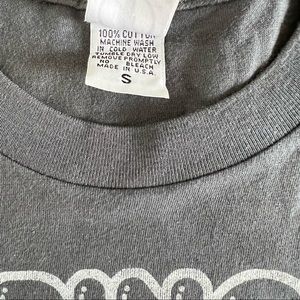 100% COTTON
MACHINE WASH
IN COLD WATER
TUMBLE DRY LOW
REMOVE PROMPTLY
NO BLEACH
MADE IN U.S.A.
S